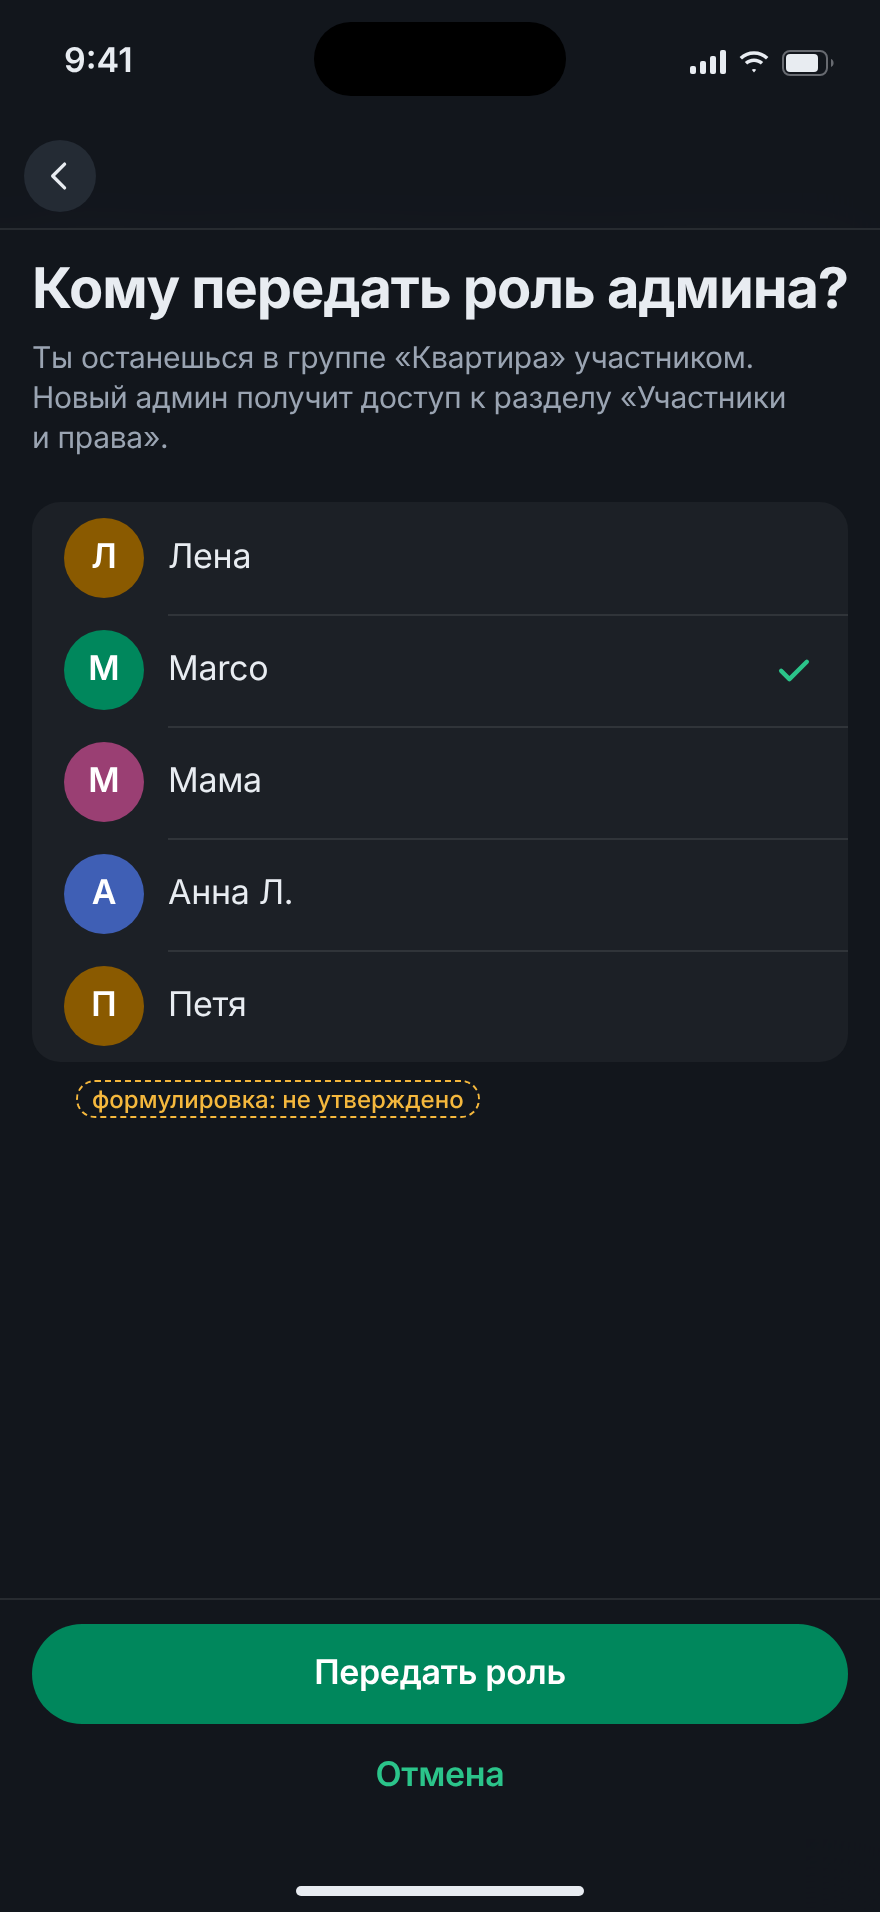 9:41
Кому передать роль админа?
Ты останешься в группе «Квартира» участником.
Новый админ получит доступ к разделу «Участники
и права».
Л Лена
M Marco
М Мама
А Анна Л.
П Петя
формулировка: не утверждено
Передать роль
Отмена